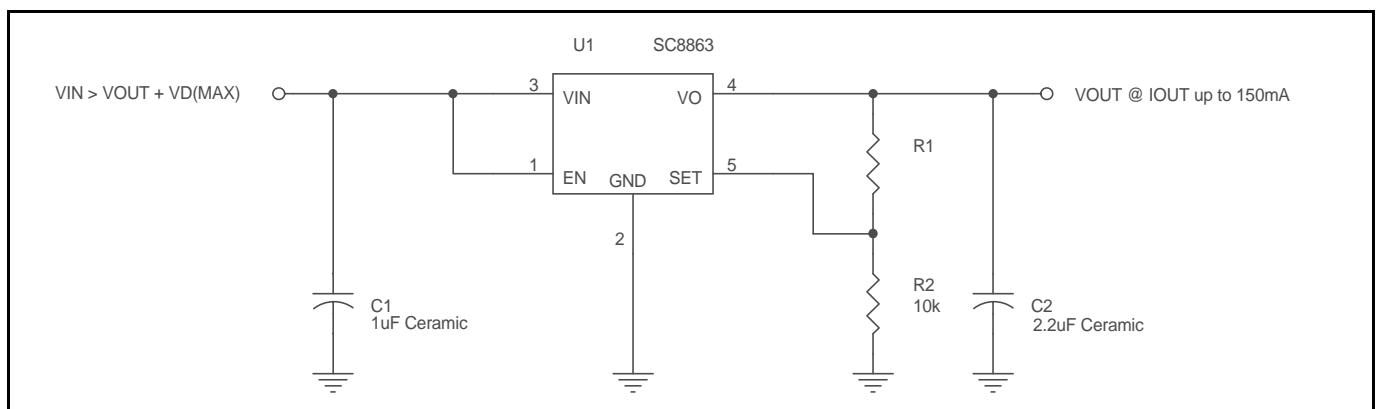 U1 SC8863
VIN > VOUT + VD(MAX)
3
VIN
VO
4
VOUT @ IOUT up to 150mA
R1
1
EN
GND
SET
5
2
C1
1uF Ceramic
R2
10k
C2
2.2uF Ceramic